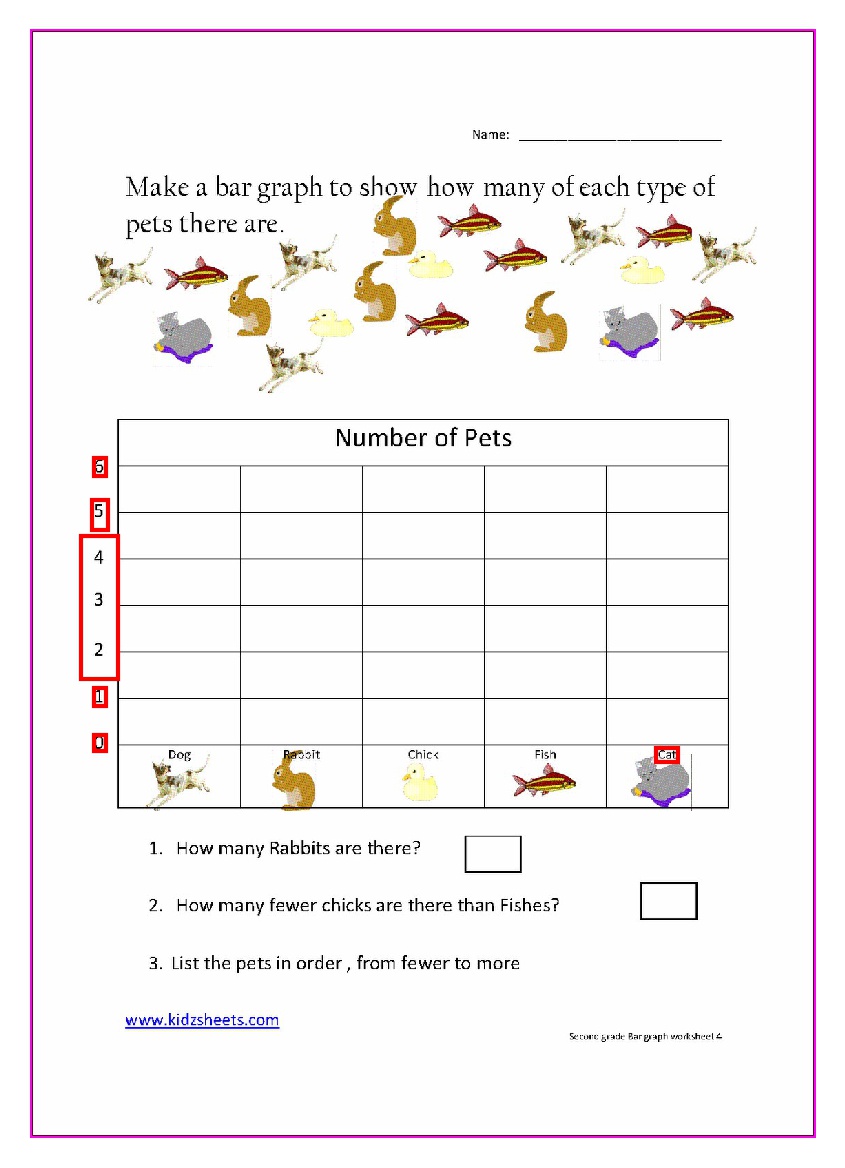 Name: ______________________________
Make a bar graph to show how many of each type of
pets there are.
Number of Pets
6
5
4
3
2
1
0
Dog Rabbit Chick Fish Cat
1. How many Rabbits are there?
2. How many fewer chicks are there than Fishes?
3. List the pets in order , from fewer to more
www.kidzsheets.com
Second grade Bar graph worksheet 4